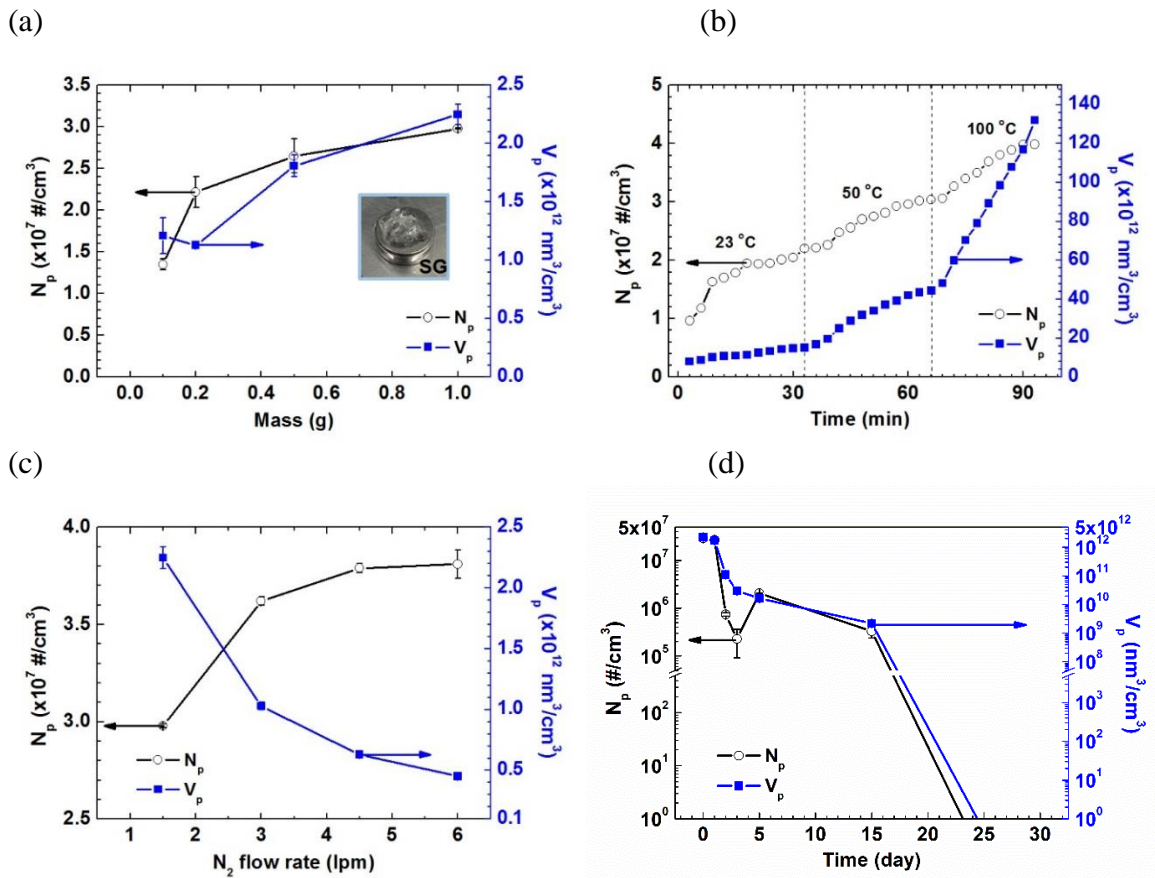 (a)
(b)
3.5
3.0
2.5
2.0
1.5
1.0
0.5
0.0
N_p (x10^7 #/cm^3)
2.5
2.0
1.5
1.0
0.5
0.0
V_p (x10^12 nm^3/cm^3)
SG
N_p
V_p
0.0 0.2 0.4 0.6 0.8 1.0
Mass (g)
5
4
3
2
1
0
N_p (x10^7 #/cm^3)
140
120
100
80
60
40
20
0
V_p (x10^12 nm^3/cm^3)
23 °C
50 °C
100 °C
N_p
V_p
0 30 60 90
Time (min)
(c)
(d)
4.0
3.5
3.0
2.5
N_p (x10^7 #/cm^3)
2.5
2.0
1.5
1.0
0.5
0.1
V_p (x10^12 nm^3/cm^3)
N_p
V_p
1 2 3 4 5 6
N_2 flow rate (lpm)
5x10^7
10^7
10^6
10^5
10^2
10^1
10^0
N_p (#/cm^3)
5x10^12
10^12
10^11
10^10
10^9
10^8
10^3
10^2
10^1
10^0
V_p (nm^3/cm^3)
N_p
V_p
0 5 10 15 20 25 30
Time (day)